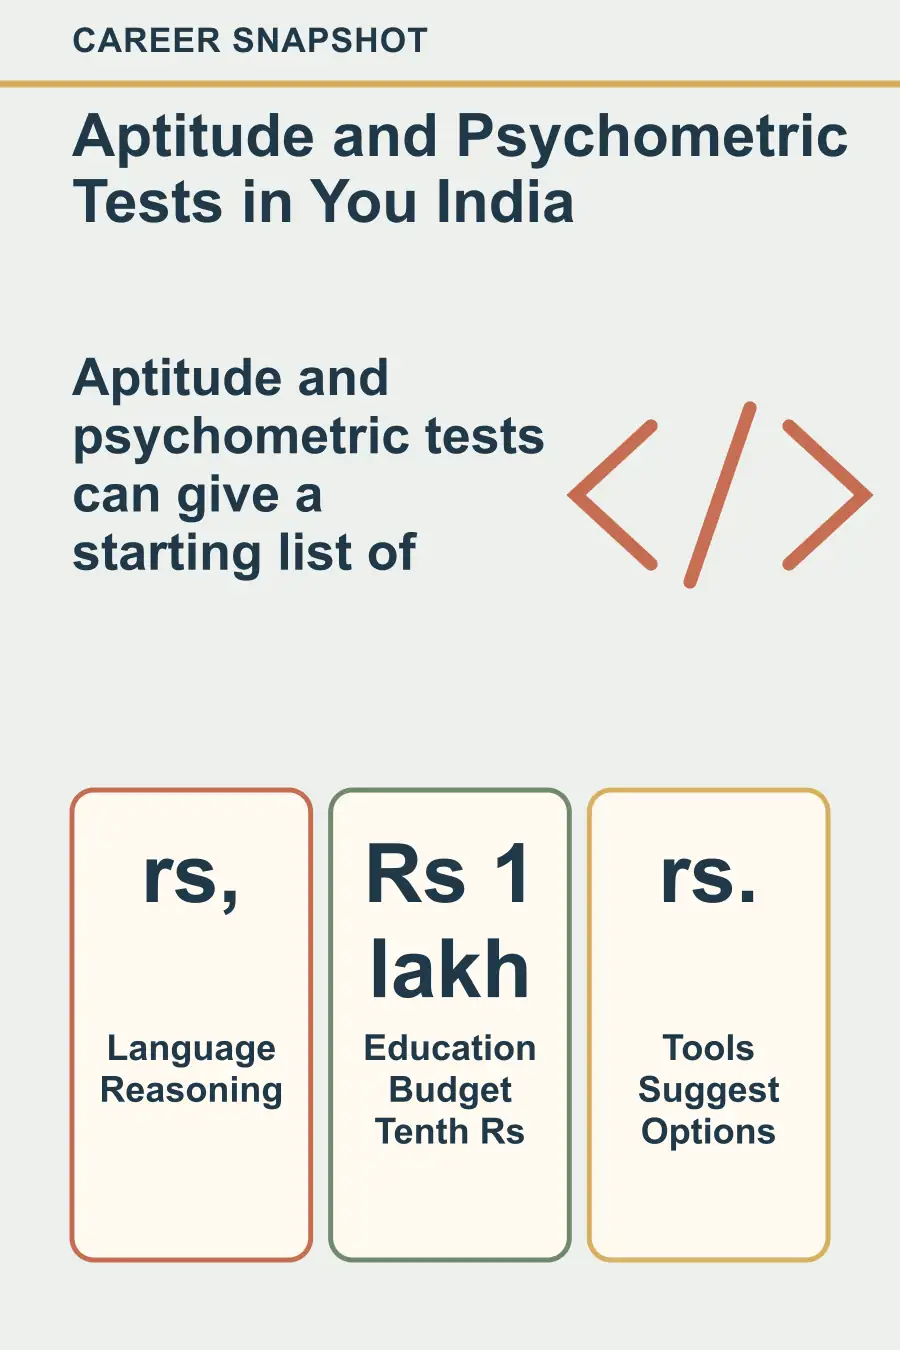 CAREER SNAPSHOT
Aptitude and Psychometric
Tests in You India
Aptitude and
psychometric tests
can give a
starting list of
rs,
Language
Reasoning
Rs 1
lakh
Education
Budget
Tenth Rs
rs.
Tools
Suggest
Options